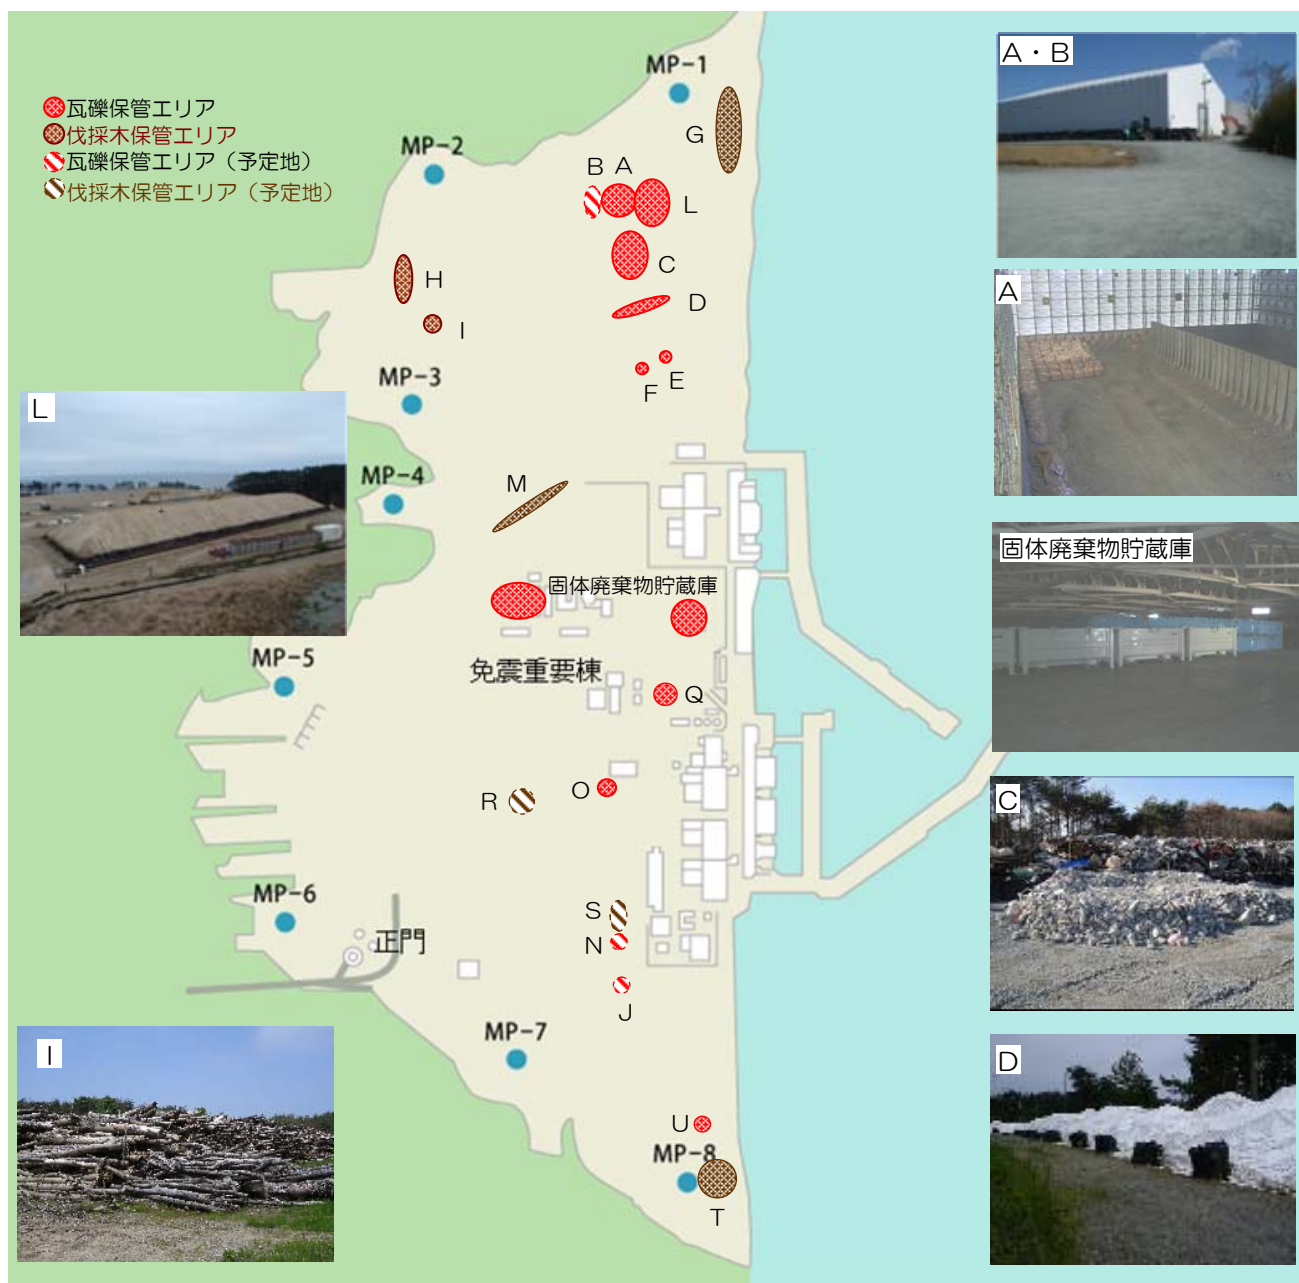 A・B
MP-1
瓦礫保管エリア
伐採木保管エリア
瓦礫保管エリア（予定地）
伐採木保管エリア（予定地）
G
MP-2
B
A
L
C
H
D
I
A
E
F
MP-3
L
MP-4
M
固体廃棄物貯蔵庫
固体廃棄物貯蔵庫
MP-5
免震重要棟
Q
O
R
C
MP-6
S
正門
N
J
MP-7
I
D
U
MP-8
T